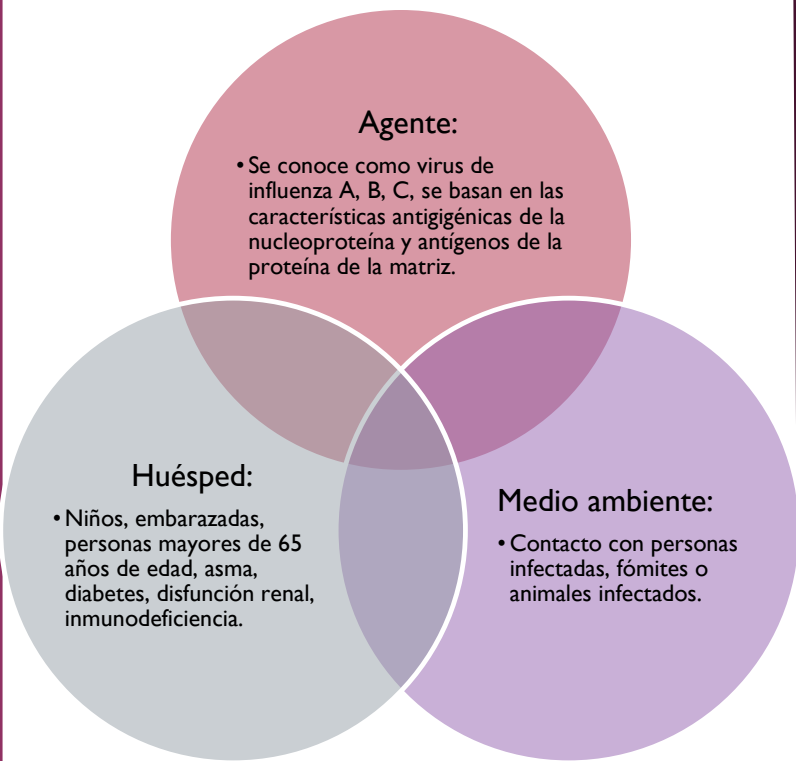 Agente:
• Se conoce como virus de
influenza A, B, C, se basan en las
características antigigénicas de la
nucleoproteína y antígenos de la
proteína de la matriz.
Huésped:
• Niños, embarazadas,
personas mayores de 65
años de edad, asma,
diabetes, disfunción renal,
inmunodeficiencia.
Medio ambiente:
• Contacto con personas
infectadas, fómites o
animales infectados.